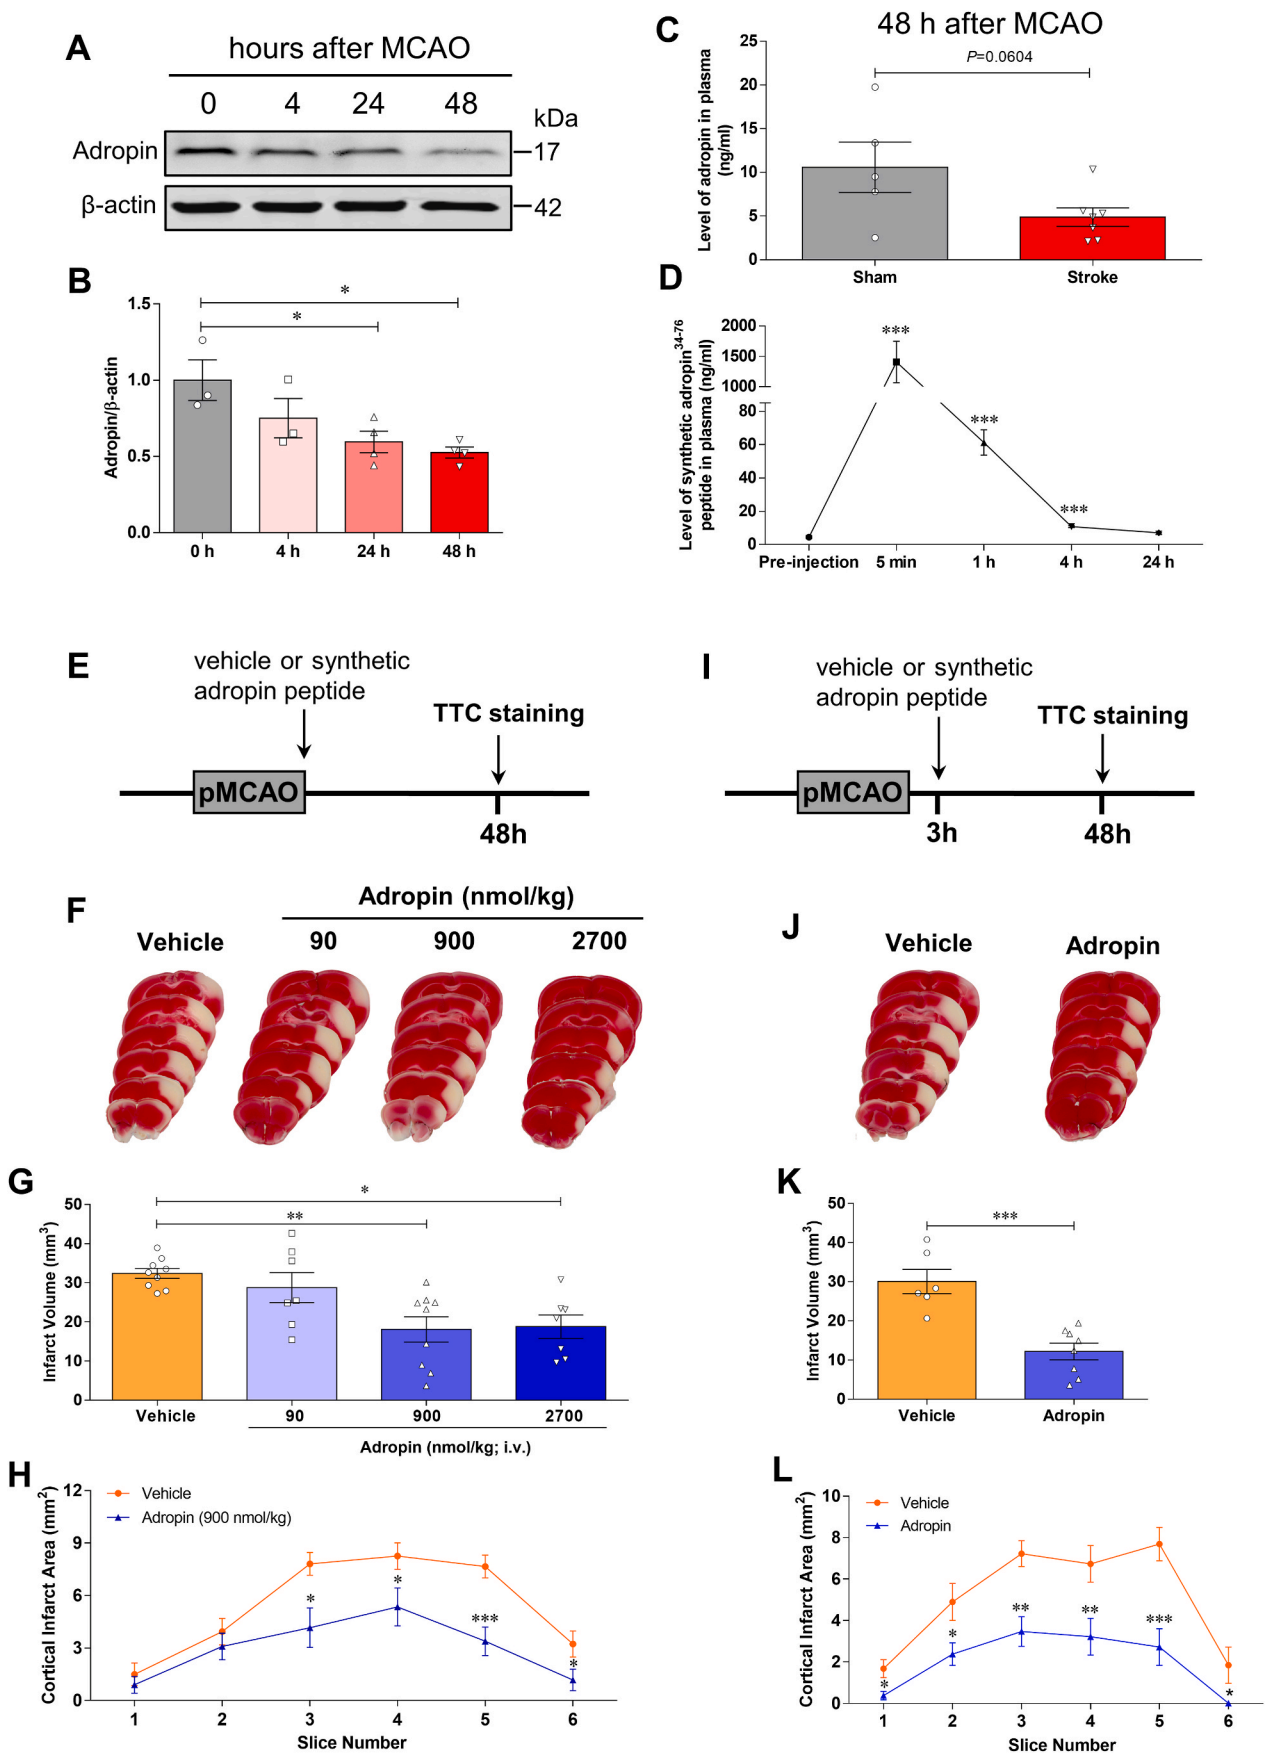 A
hours after MCAO
0 4 24 48
kDa
Adropin
17
β-actin
42
B
*
*
Adropin/β-actin
1.5
1.0
0.5
0.0
0 h 4 h 24 h 48 h
C
48 h after MCAO
P=0.0604
Level of adropin in plasma
(ng/ml)
25
20
15
10
5
0
Sham Stroke
D
Level of synthetic adropin34-76
peptide in plasma (ng/ml)
2000
1500
1000
80
60
40
20
0
***
***
***
Pre-injection 5 min 1 h 4 h 24 h
E
vehicle or synthetic
adropin peptide
TTC staining
pMCAO
48h
I
vehicle or synthetic
adropin peptide
TTC staining
pMCAO
3h
48h
F
Adropin (nmol/kg)
Vehicle 90 900 2700
J
Vehicle Adropin
G
*
**
Infarct Volume (mm3)
50
40
30
20
10
0
Vehicle 90 900 2700
Adropin (nmol/kg; i.v.)
K
***
Infarct Volume (mm3)
50
40
30
20
10
0
Vehicle Adropin
H
Vehicle
Adropin (900 nmol/kg)
Cortical Infarct Area (mm2)
12
9
6
3
0
*
*
***
*
1 2 3 4 5 6
Slice Number
L
Vehicle
Adropin
Cortical Infarct Area (mm2)
10
8
6
4
2
0
*
*
**
**
***
*
1 2 3 4 5 6
Slice Number